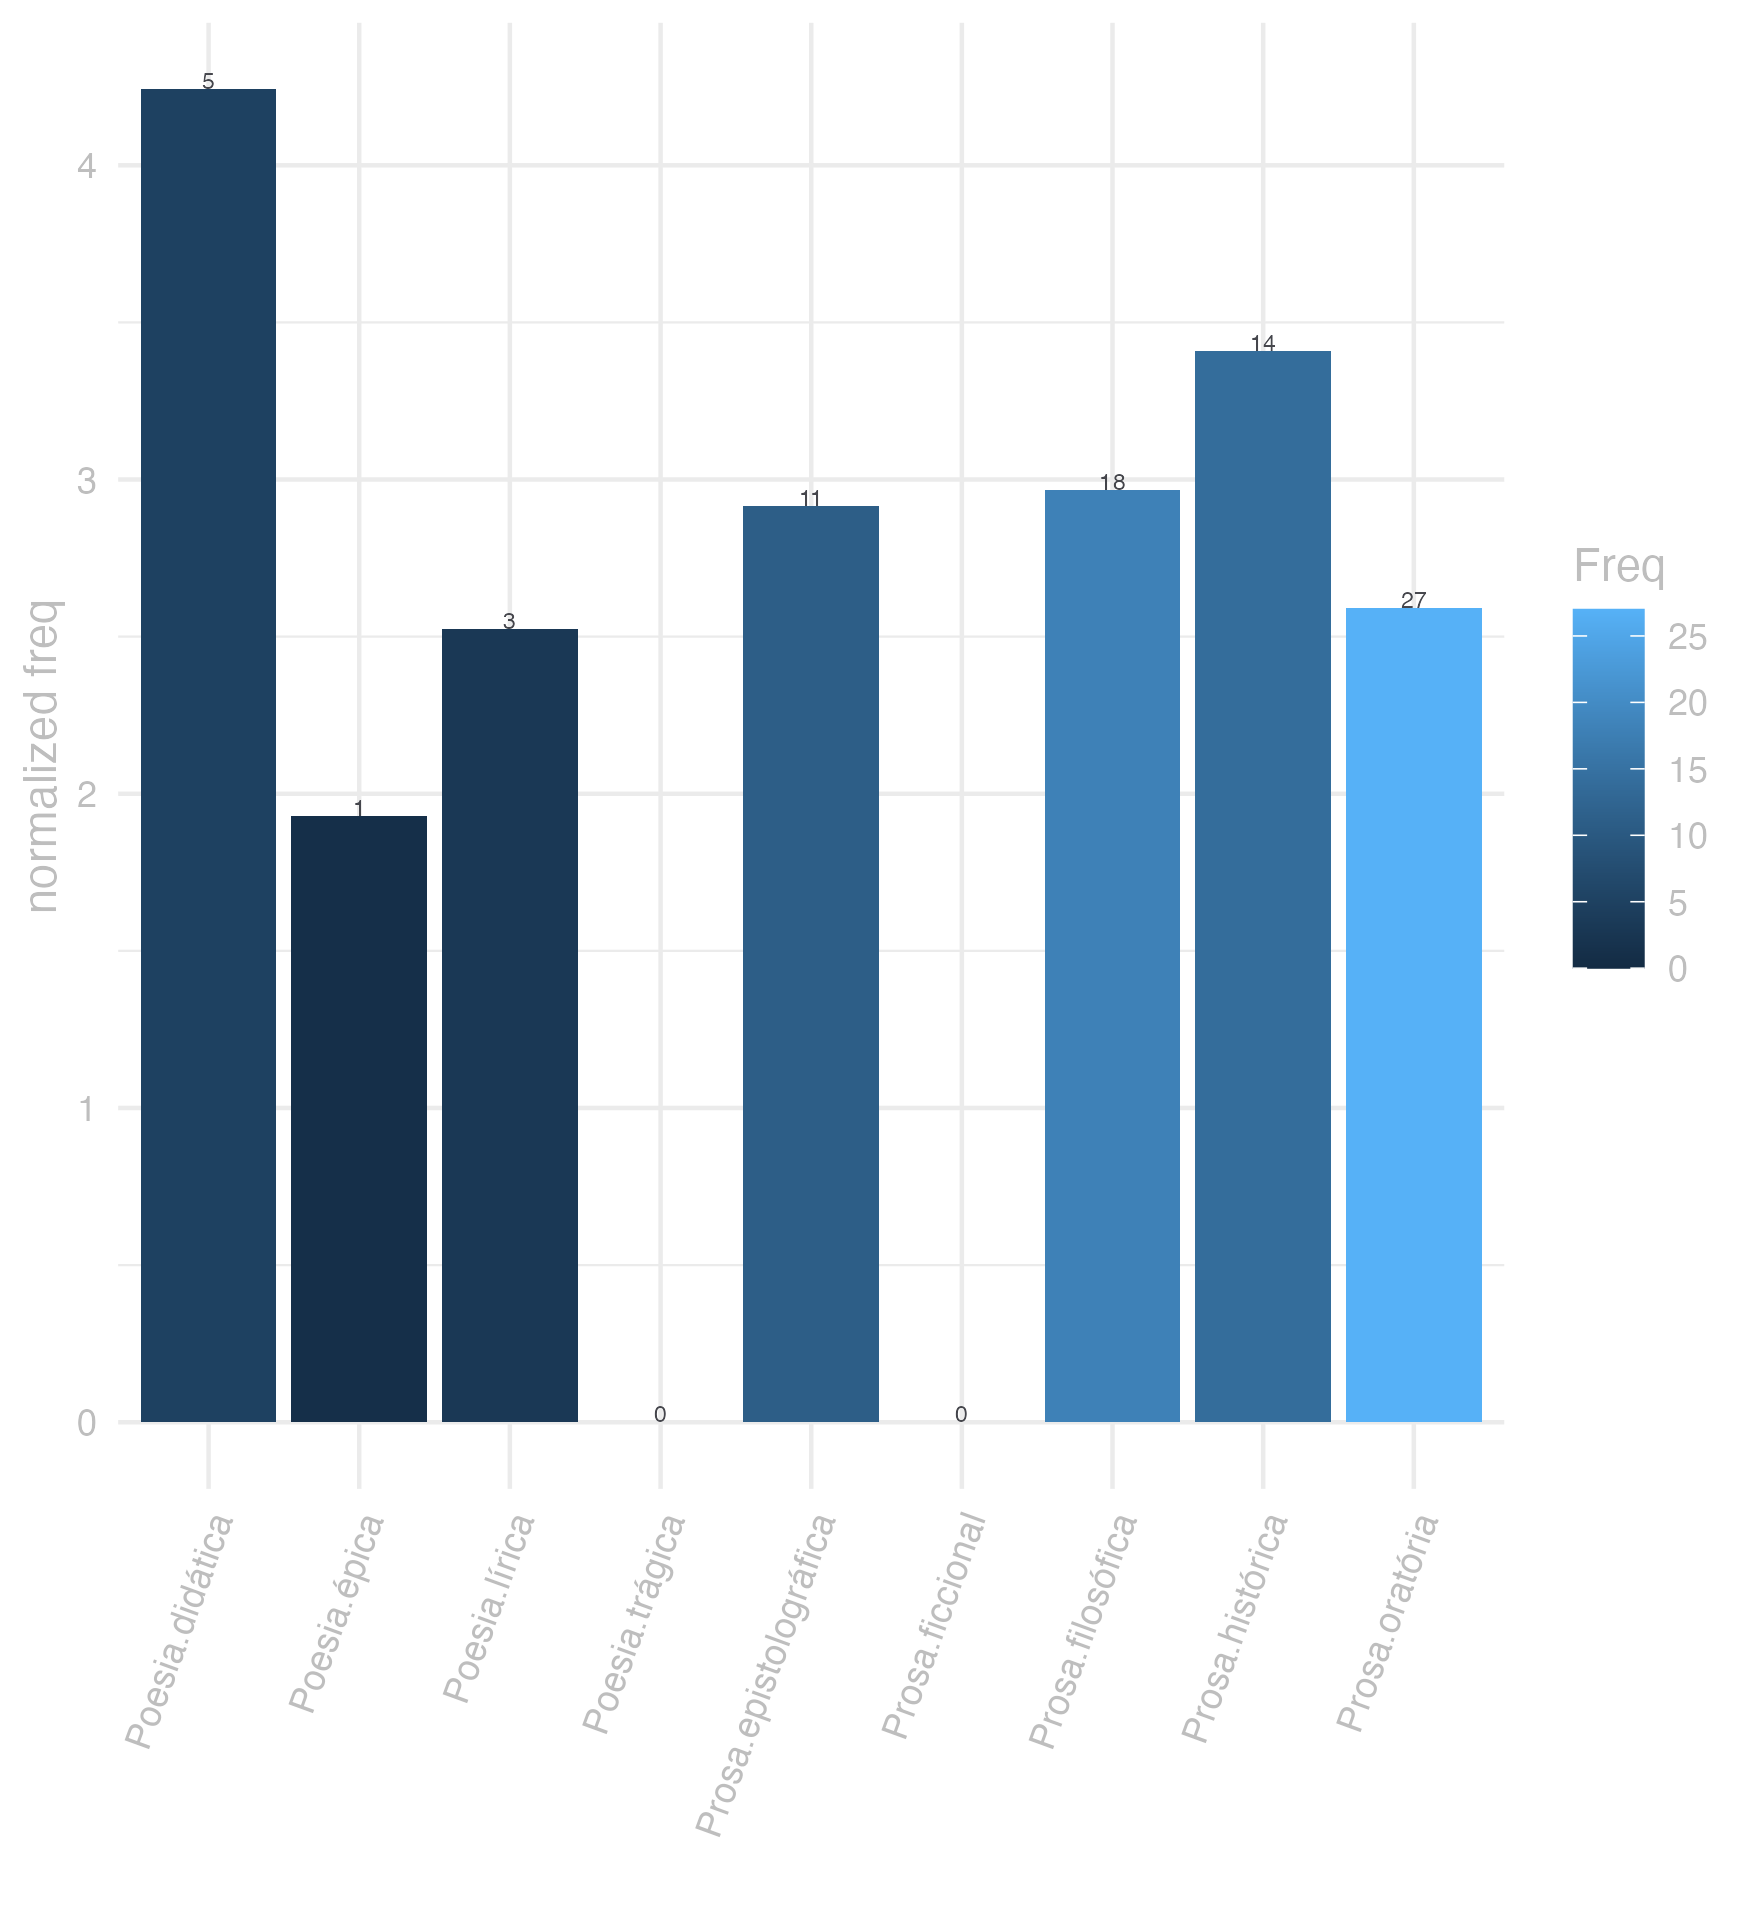 5
14
18
11
27
3
1
0
0
4
3
2
1
0
normalized freq
Poesia.didática
Poesia.épica
Poesia.lírica
Poesia.trágica
Prosa.epistolográfica
Prosa.ficcional
Prosa.filosófica
Prosa.histórica
Prosa.oratória
Freq
25
20
15
10
5
0